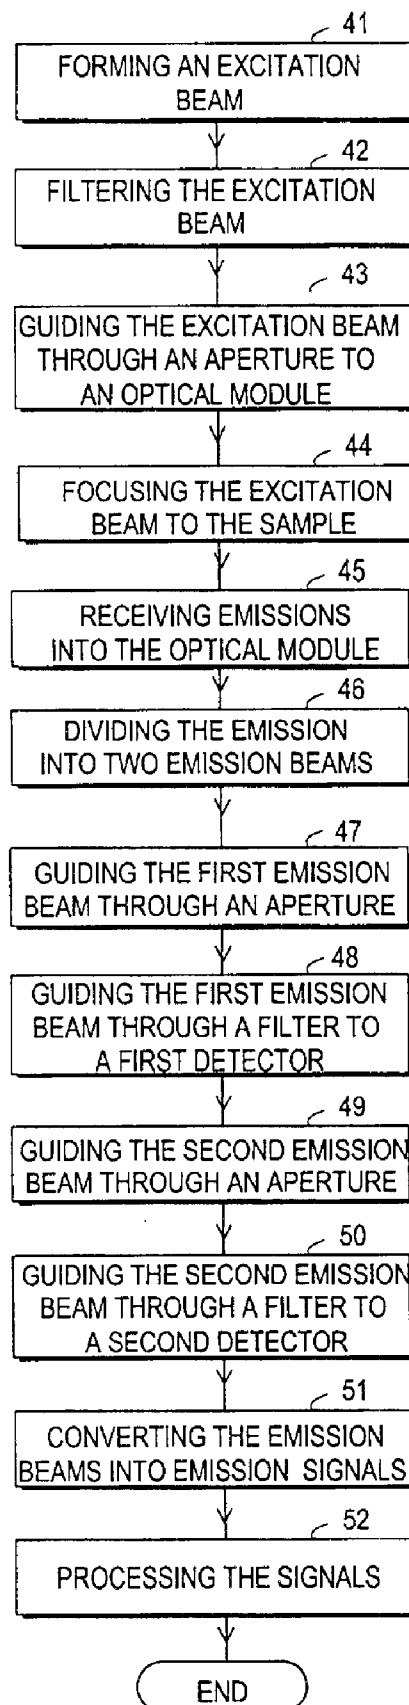 41
FORMING AN EXCITATION
BEAM
42
FILTERING THE EXCITATION
BEAM
43
GUIDING THE EXCITATION BEAM
THROUGH AN APERTURE TO
AN OPTICAL MODULE
44
FOCUSING THE EXCITATION
BEAM TO THE SAMPLE
45
RECEIVING EMISSIONS
INTO THE OPTICAL MODULE
46
DIVIDING THE EMISSION
INTO TWO EMISSION BEAMS
47
GUIDING THE FIRST EMISSION
BEAM THROUGH AN APERTURE
48
GUIDING THE FIRST EMISSION
BEAM THROUGH A FILTER TO
A FIRST DETECTOR
49
GUIDING THE SECOND EMISSION
BEAM THROUGH AN APERTURE
50
GUIDING THE SECOND EMISSION
BEAM THROUGH A FILTER TO
A SECOND DETECTOR
51
CONVERTING THE EMISSION
BEAMS INTO EMISSION SIGNALS
52
PROCESSING THE SIGNALS
END